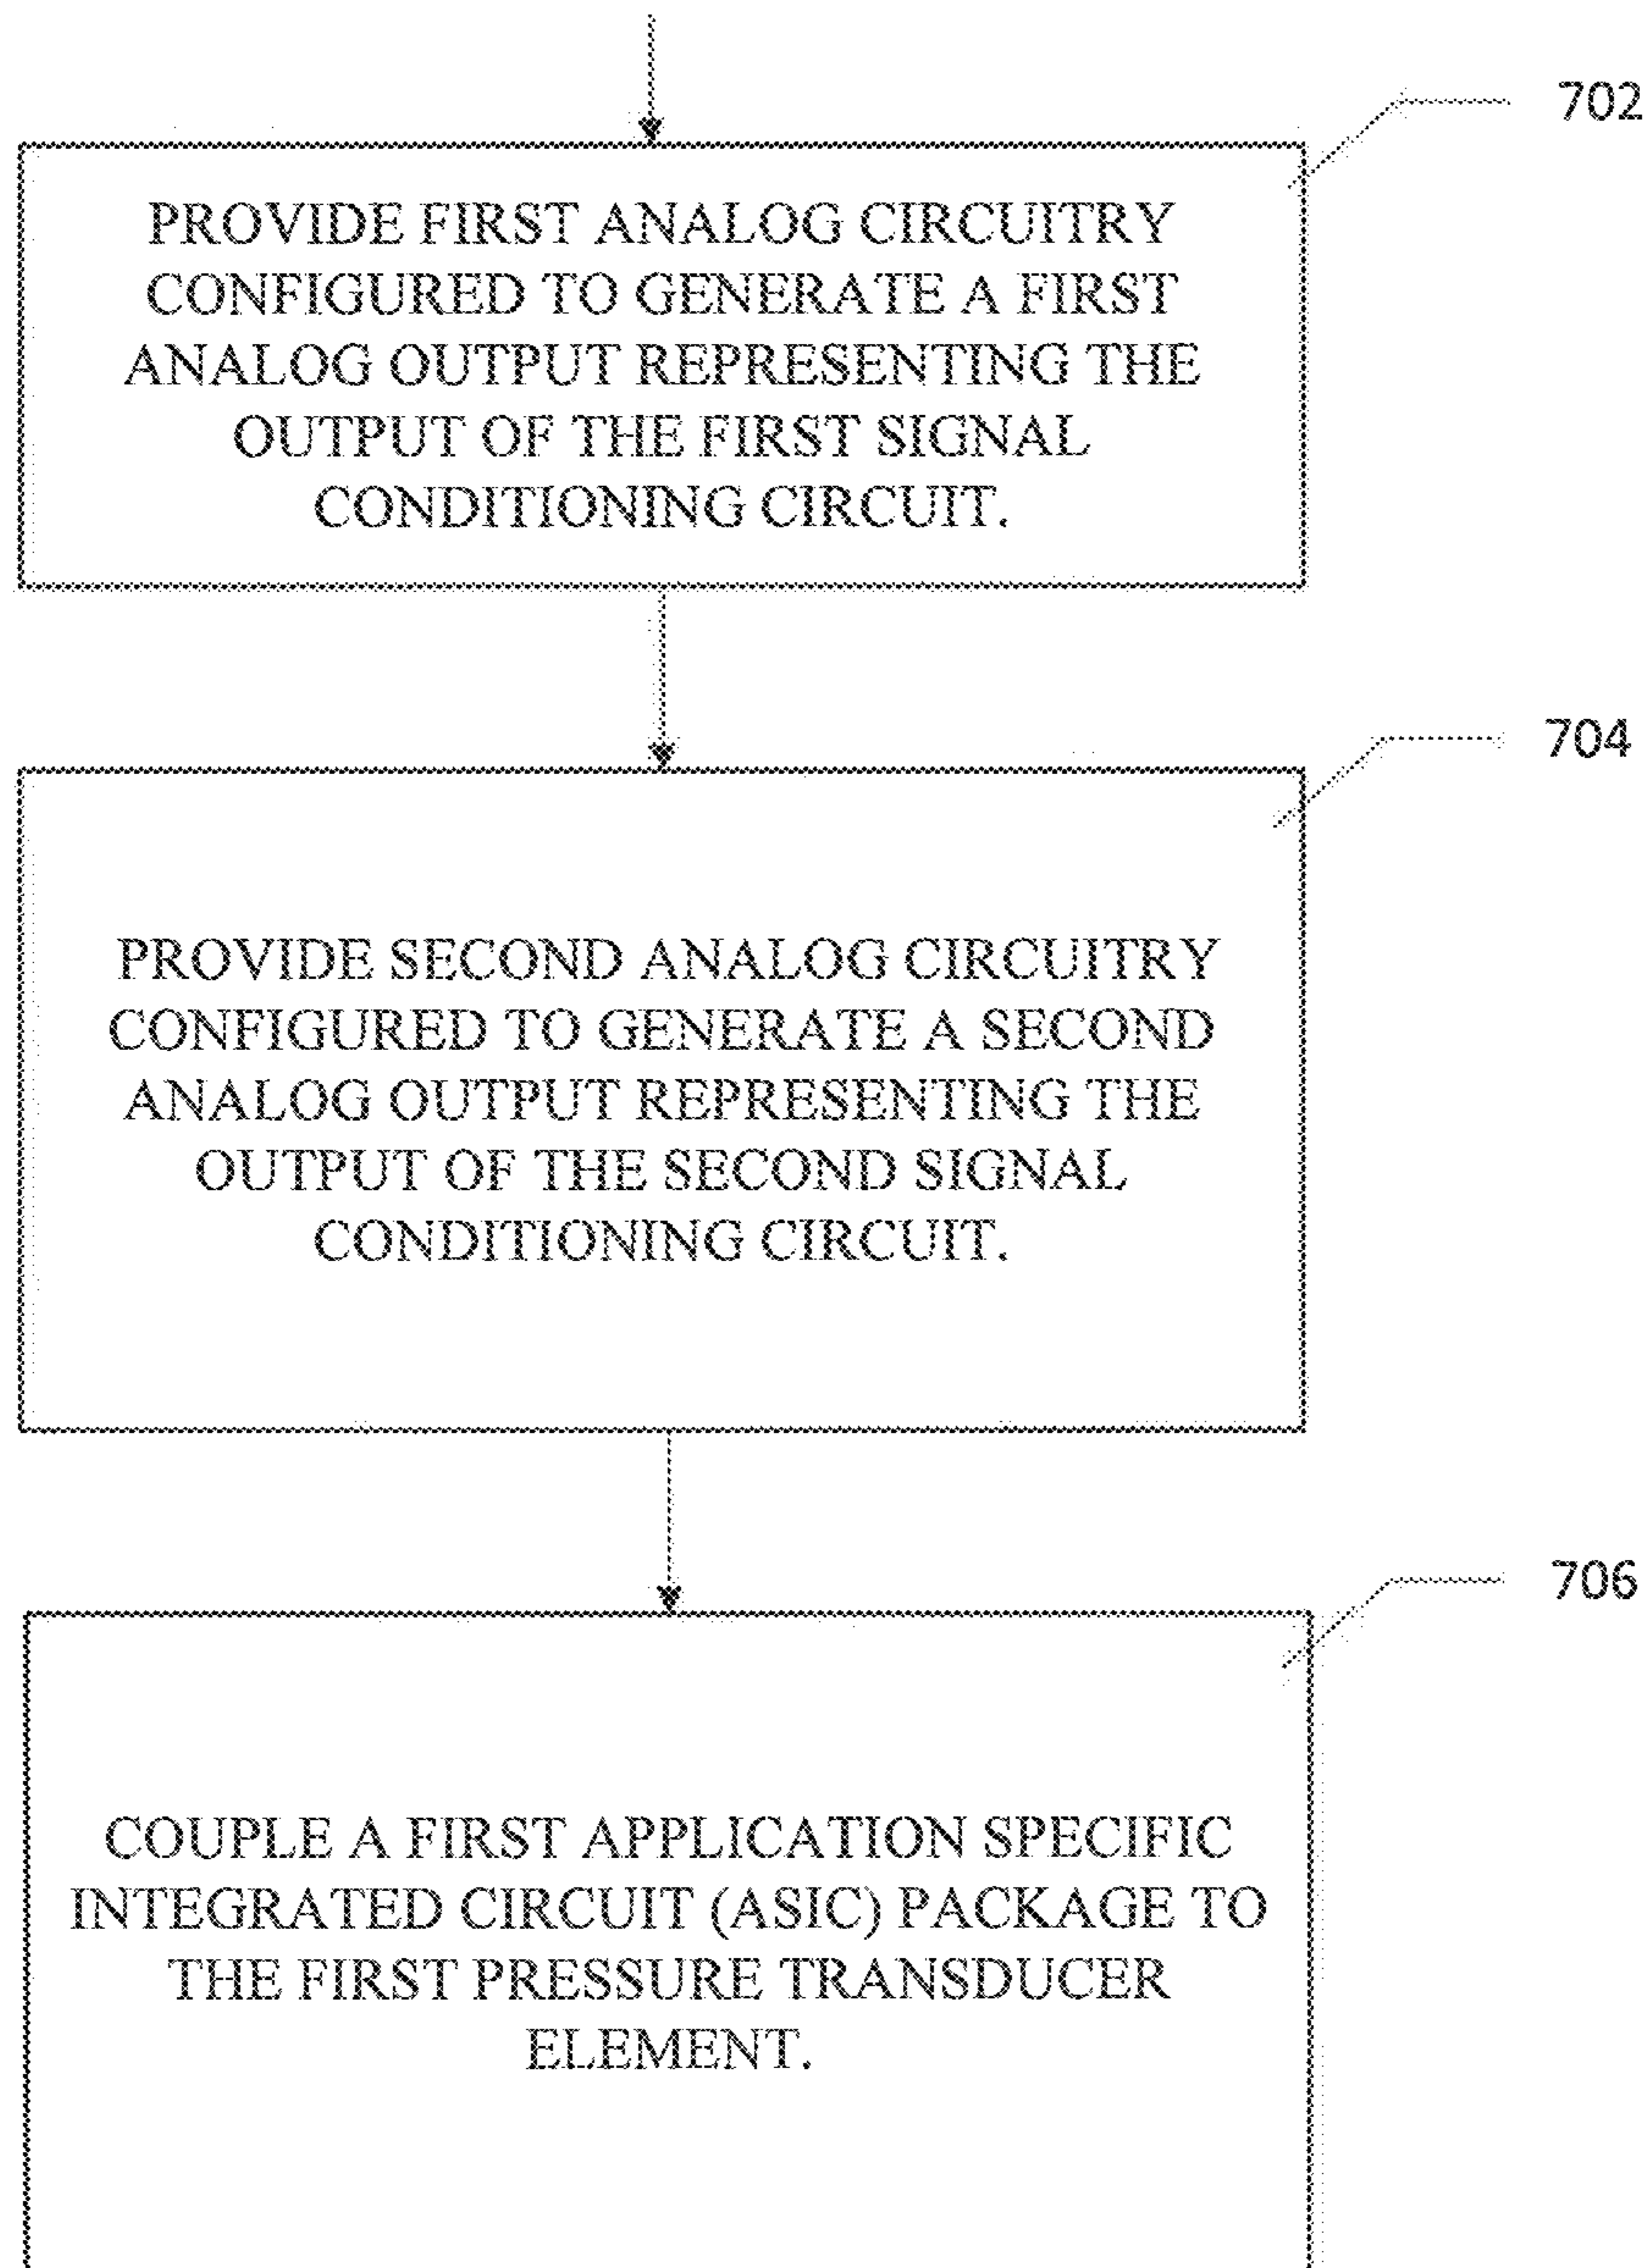 702
PROVIDE FIRST ANALOG CIRCUITRY
CONFIGURED TO GENERATE A FIRST
ANALOG OUTPUT REPRESENTING THE
OUTPUT OF THE FIRST SIGNAL
CONDITIONING CIRCUIT.
704
PROVIDE SECOND ANALOG CIRCUITRY
CONFIGURED TO GENERATE A SECOND
ANALOG OUTPUT REPRESENTING THE
OUTPUT OF THE SECOND SIGNAL
CONDITIONING CIRCUIT.
706
COUPLE A FIRST APPLICATION SPECIFIC
INTEGRATED CIRCUIT (ASIC) PACKAGE TO
THE FIRST PRESSURE TRANSDUCER
ELEMENT.